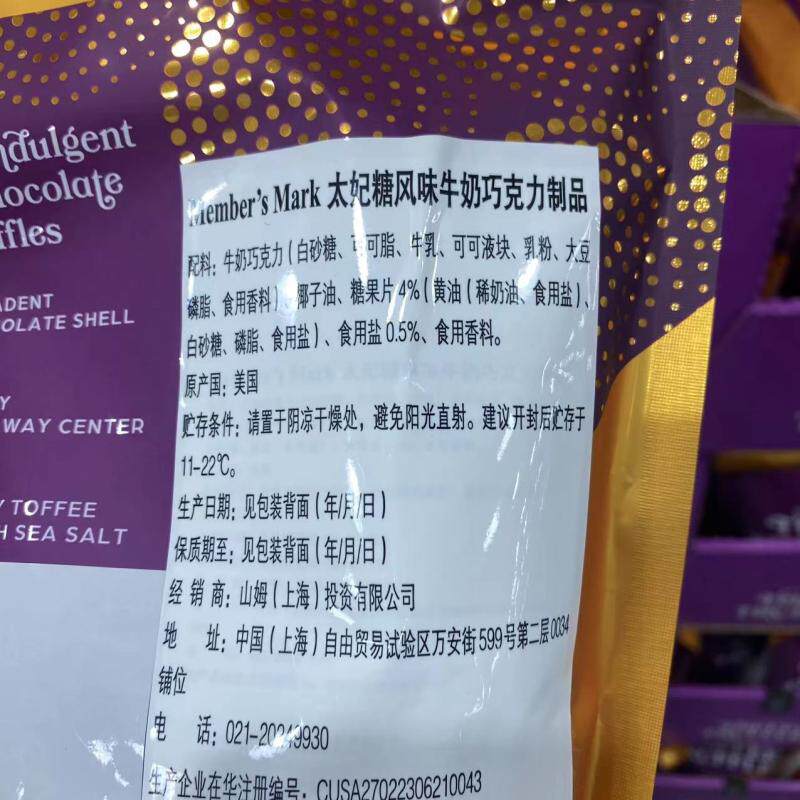 ndulgent
hocolate
ffles
ADENT
OLATE SHELL
Y
WAY CENTER
Y TOFFEE
H SEA SALT
Member's Mark 太妃糖风味牛奶巧克力制品
配料：牛奶巧克力（白砂糖、可可脂、牛乳、可可液块、乳粉、大豆
磷脂、食用香料）、椰子油、糖果片4%（黄油（稀奶油、食用盐）、
白砂糖、磷脂、食用盐）、食用盐0.5%、食用香料。
原产国：美国
贮存条件：请置于阴凉干燥处，避免阳光直射。建议开封后贮存于
11-22℃。
生产日期：见包装背面（年/月/日）
保质期至：见包装背面（年/月/日）
经 销 商：山姆（上海）投资有限公司
地 址：中国（上海）自由贸易试验区万安街599号第二层0034
铺位
电 话：
生产企业在华注册编号：CUSA27022306210043